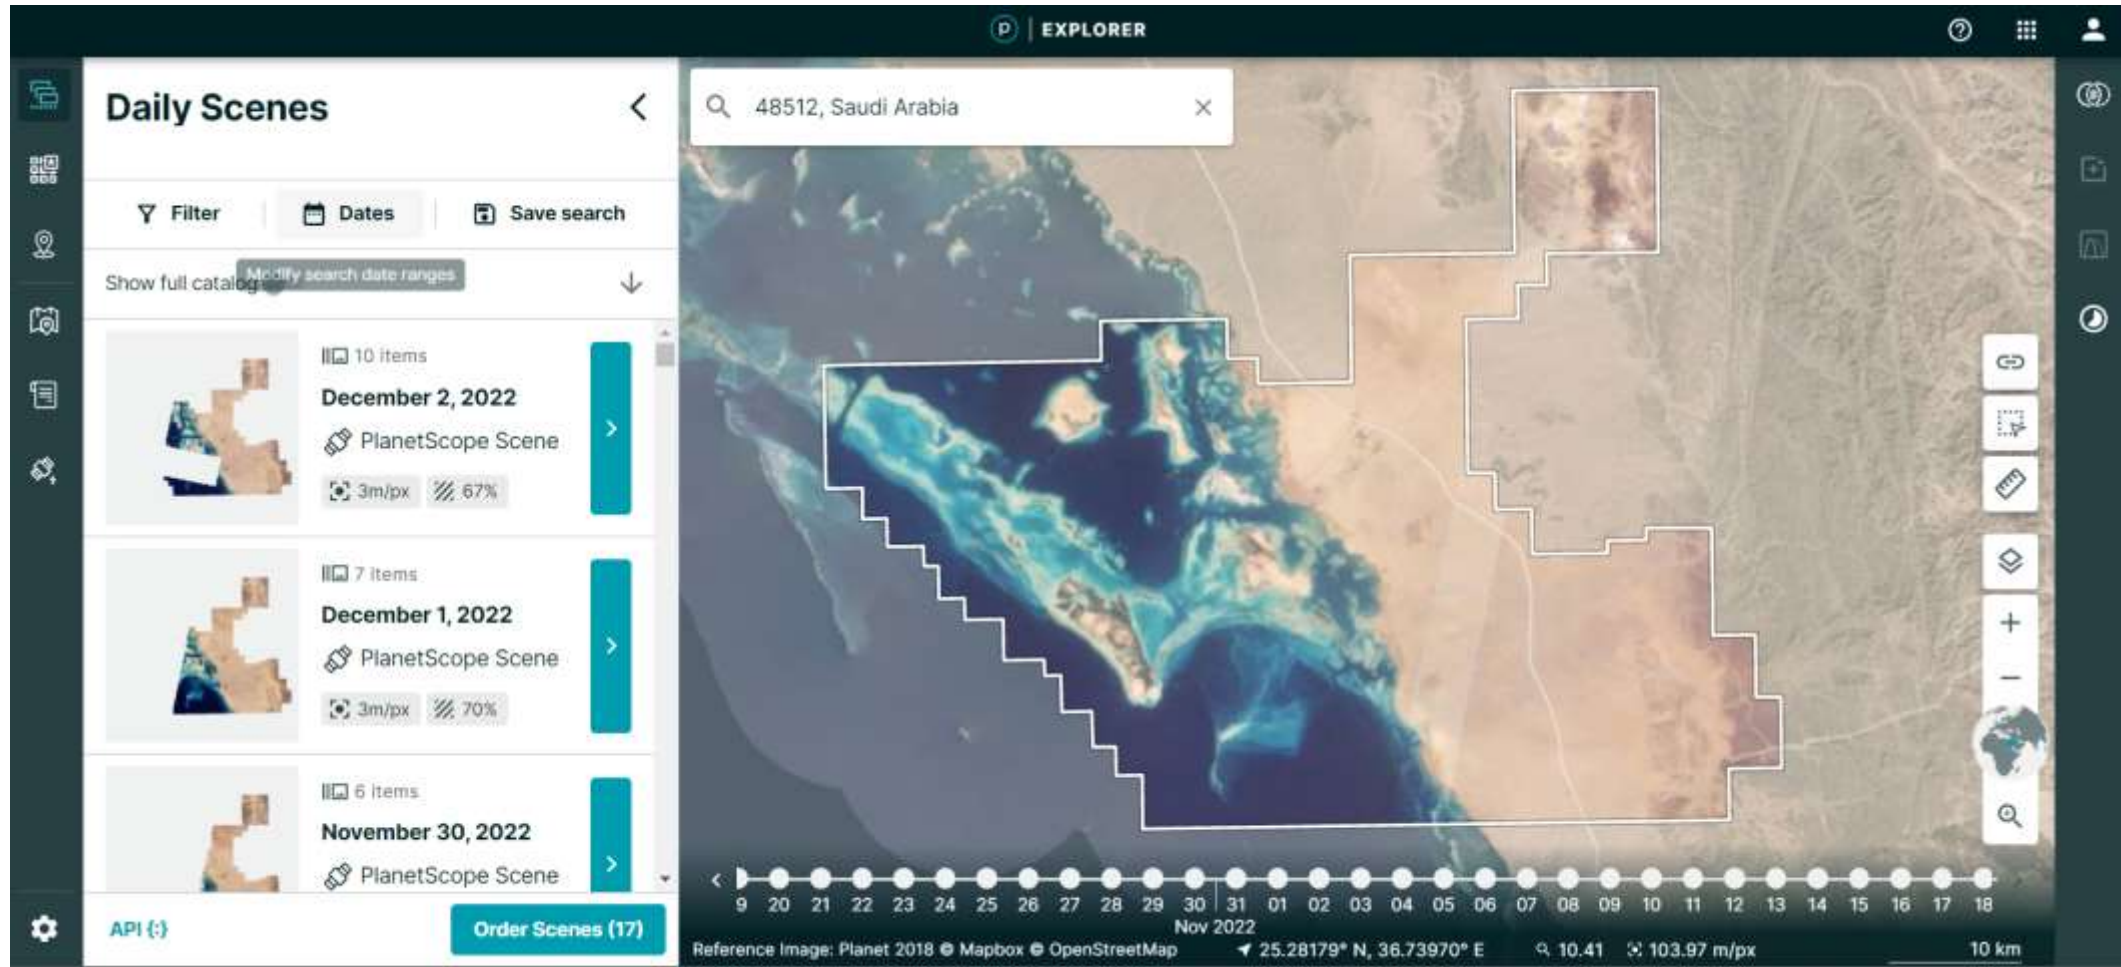 p | EXPLORER
Daily Scenes
48512, Saudi Arabia
Filter
Dates
Save search
Show full catalog
Modify search date ranges
10 items
December 2, 2022
PlanetScope Scene
3m/px
67%
7 items
December 1, 2022
PlanetScope Scene
3m/px
70%
6 items
November 30, 2022
PlanetScope Scene
API {:}
Order Scenes (17)
9 20 21 22 23 24 25 26 27 28 29 30 31 01 02 03 04 05 06 07 08 09 10 11 12 13 14 15 16 17 18
Nov 2022
Reference Image: Planet 2018 © Mapbox © OpenStreetMap
25.28179° N, 36.73970° E
10.41
103.97 m/px
10 km